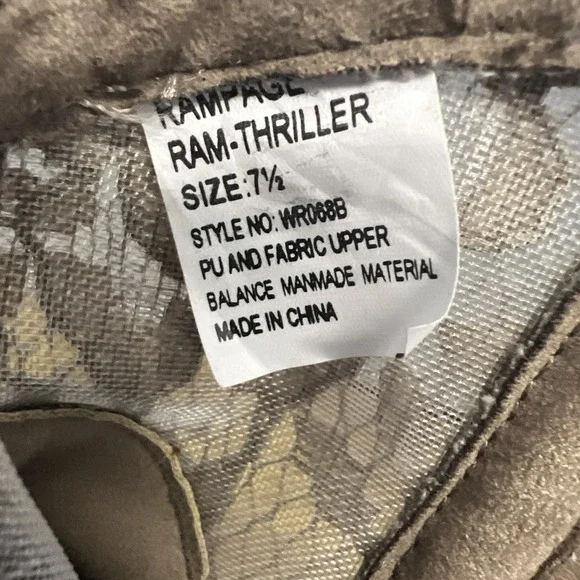 RAMPAGE
RAM-THRILLER
SIZE:7½
STYLE NO: WR068B
PU AND FABRIC UPPER
BALANCE MANMADE MATERIAL
MADE IN CHINA